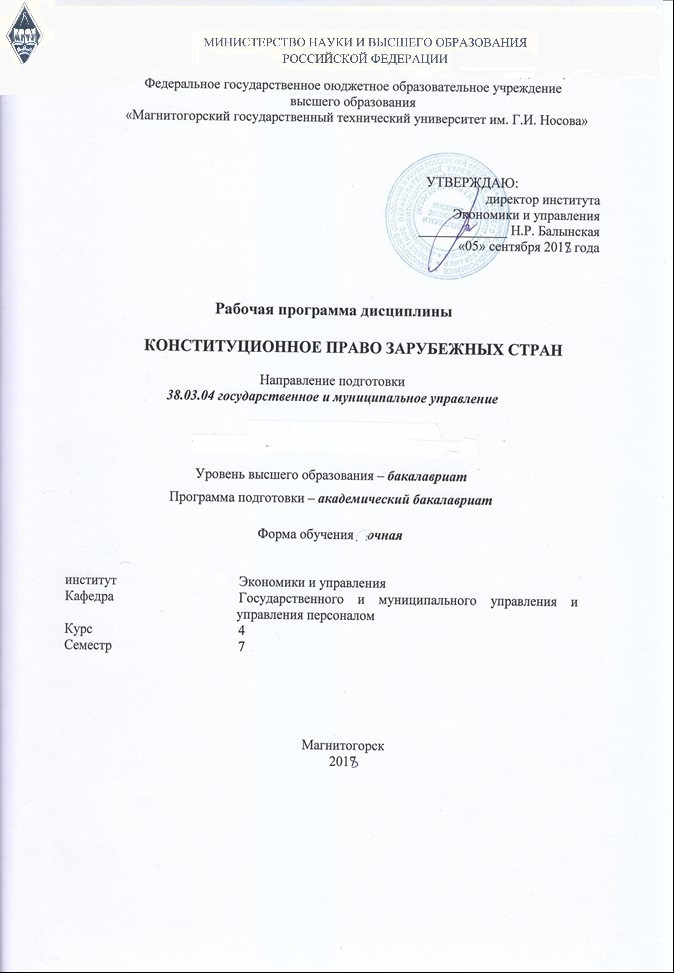 МИНИСТЕРСТВО НАУКИ И ВЫСШЕГО ОБРАЗОВАНИЯ
РОССИЙСКОЙ ФЕДЕРАЦИИ
Федеральное государственное бюджетное образовательное учреждение
высшего образования
«Магнитогорский государственный технический университет им. Г.И. Носова»
УТВЕРЖДАЮ:
директор института
Экономики и управления
Н.Р. Балынская
«05» сентября 2018 года
Рабочая программа дисциплины
КОНСТИТУЦИОННОЕ ПРАВО ЗАРУБЕЖНЫХ СТРАН
Направление подготовки
38.03.04 государственное и муниципальное управление
Уровень высшего образования – бакалавриат
Программа подготовки – академический бакалавриат
Форма обучения очная
институт Экономики и управления
Кафедра Государственного и муниципального управления и
управления персоналом
Курс 4
Семестр 7
Магнитогорск
2018